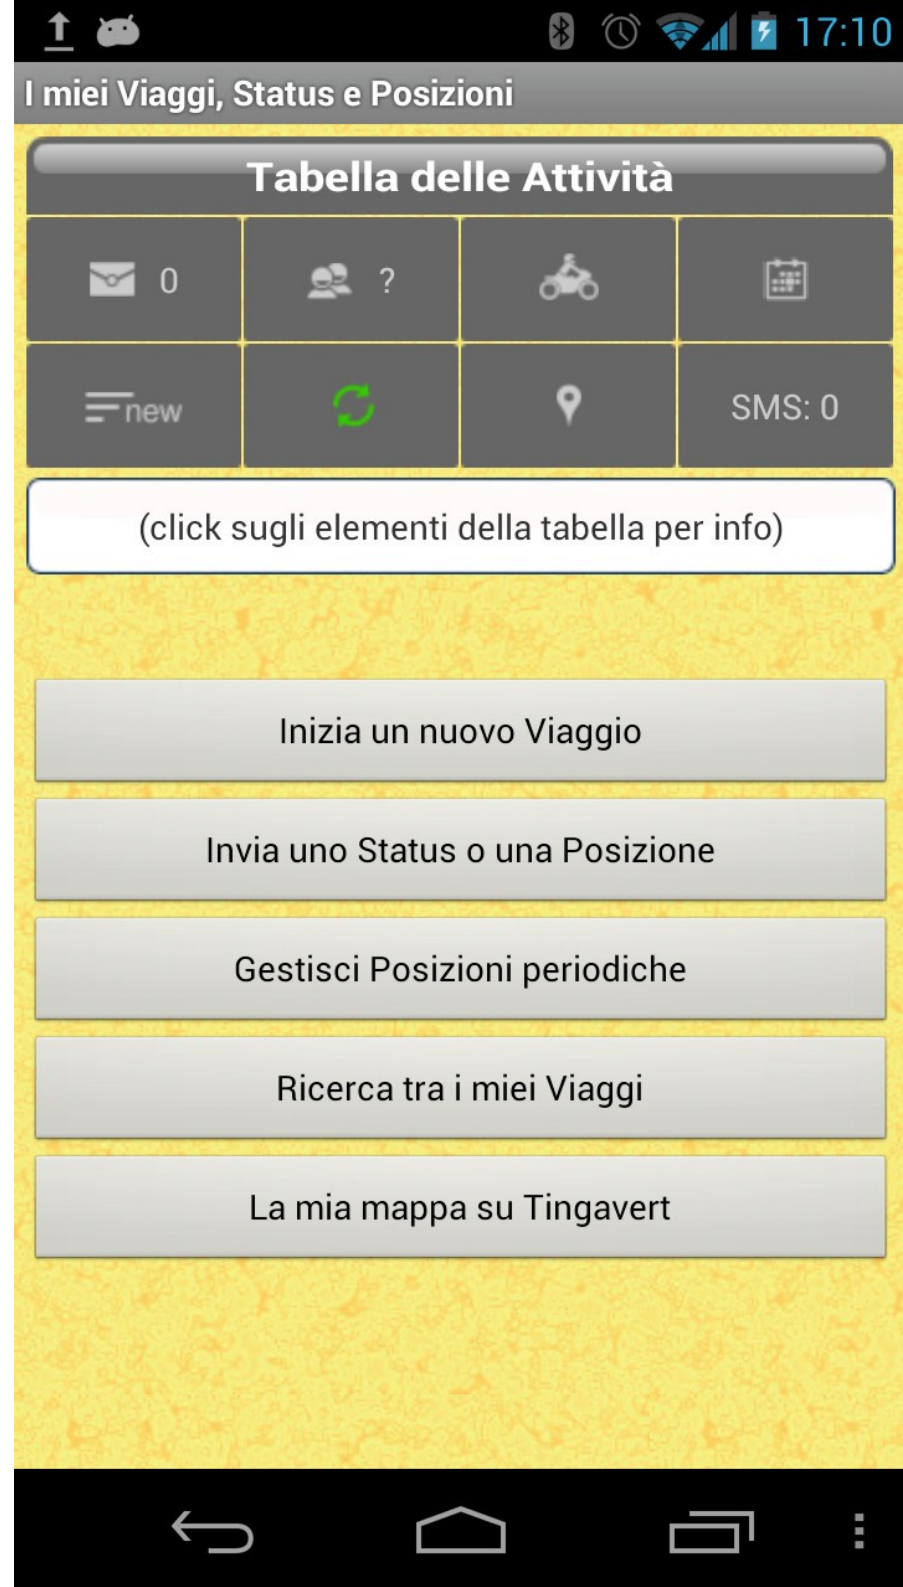 17:10
I miei Viaggi, Status e Posizioni
Tabella delle Attività
0 ?
new SMS: 0
(click sugli elementi della tabella per info)
Inizia un nuovo Viaggio
Invia uno Status o una Posizione
Gestisci Posizioni periodiche
Ricerca tra i miei Viaggi
La mia mappa su Tingavert